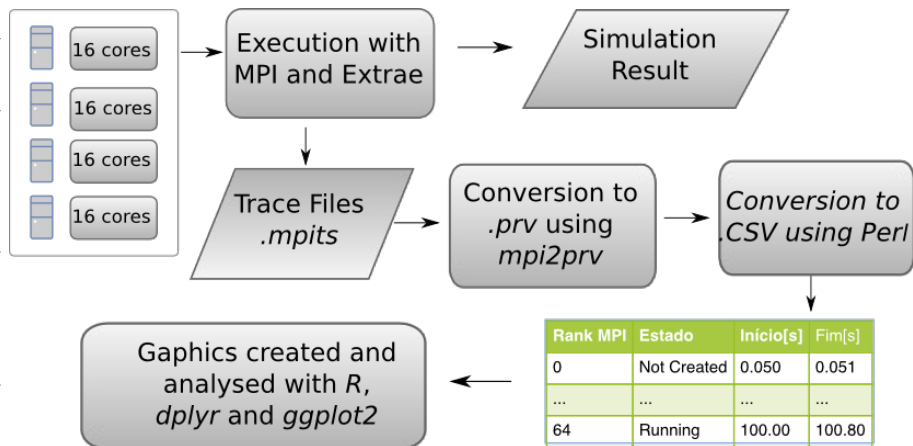 16 cores
16 cores
16 cores
16 cores
Execution with
MPI and Extrae
Simulation
Result
Trace Files
.mpits
Conversion to
.prv using
mpi2prv
Conversion to
.CSV using Perl
Rank MPI Estado Início[s] Fim[s]
0 Not Created 0.050 0.051
... ... ... ...
64 Running 100.00 100.80
Gaphics created and
analysed with R,
dplyr and ggplot2